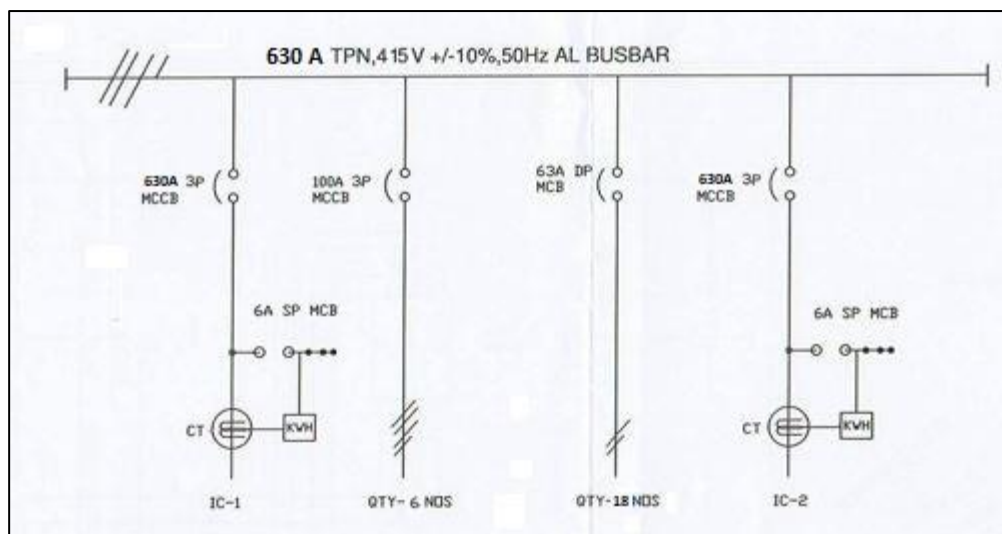 630 A TPN,415V +/-10%,50Hz AL BUSBAR
630A 3P
MCCB
100A 3P
MCCB
63A DP
MCB
630A 3P
MCCB
6A SP MCB
6A SP MCB
CT
KWH
CT
KWH
IC-1
QTY- 6 NOS
QTY-18 NOS
IC-2